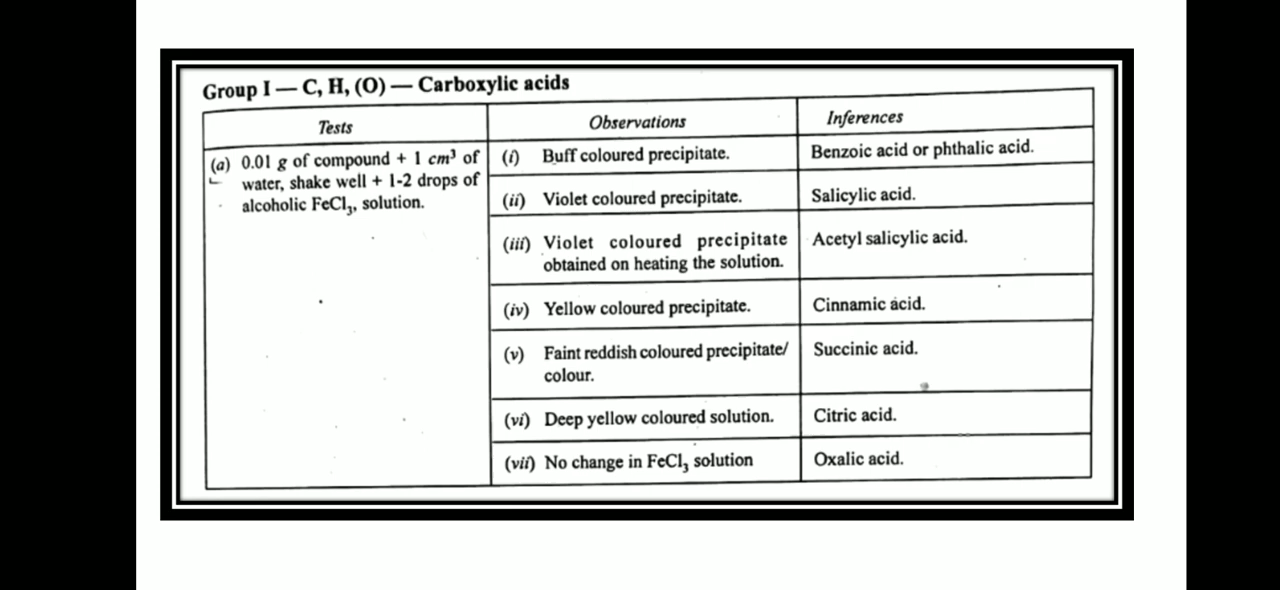 Group I — C, H, (O) — Carboxylic acids
Tests
Observations
Inferences
(a) 0.01 g of compound + 1 cm³ of
water, shake well + 1-2 drops of
alcoholic FeCl₃, solution.
(i) Buff coloured precipitate.
Benzoic acid or phthalic acid.
(ii) Violet coloured precipitate.
Salicylic acid.
(iii) Violet coloured precipitate
obtained on heating the solution.
Acetyl salicylic acid.
(iv) Yellow coloured precipitate.
Cinnamic acid.
(v) Faint reddish coloured precipitate/
colour.
Succinic acid.
(vi) Deep yellow coloured solution.
Citric acid.
(vii) No change in FeCl₃ solution
Oxalic acid.